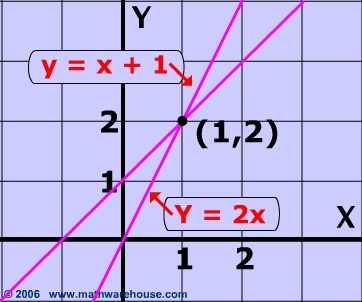 Y
y = x + 1
2
(1,2)
1
Y = 2x
X
1 2
© 2006 www.mathwarehouse.com